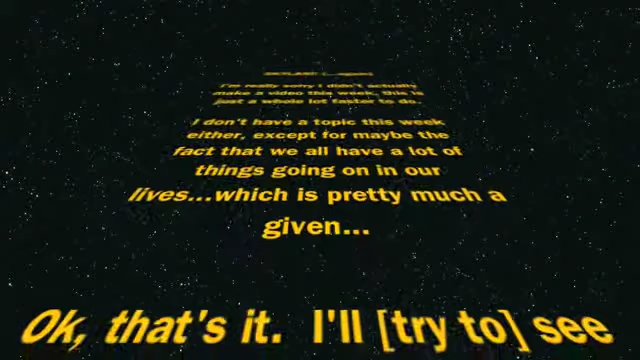 I'm really sorry I didn't actually
make a video this week, this is
just a whole lot faster to do.
I don't have a topic this week
either, except for maybe the
fact that we all have a lot of
things going on in our
lives...which is pretty much a
given...
Ok, that's it. I'll [try to] see